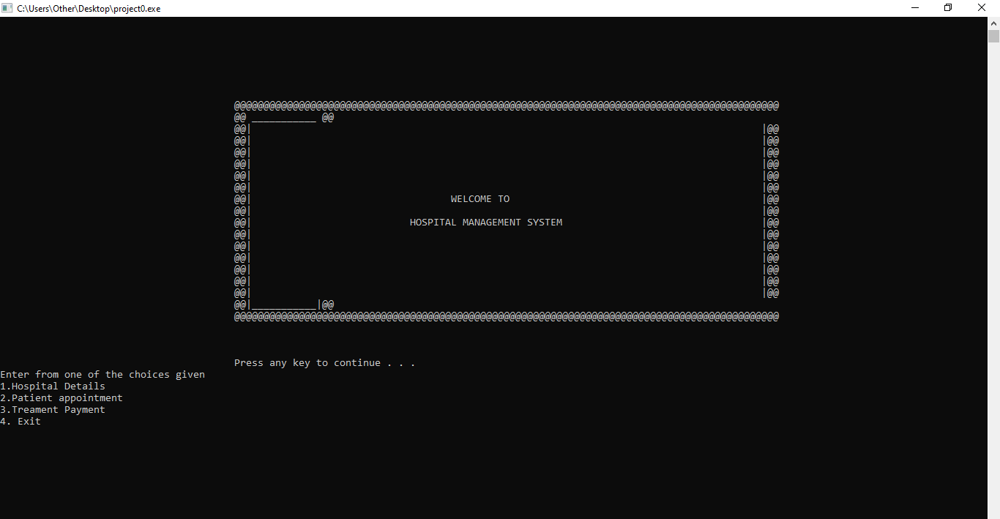 C:\Users\Other\Desktop\project0.exe
@@@@@@@@@@@@@@@@@@@@@@@@@@@@@@@@@@@@@@@@@@@@@@@@@@@@@@@@@@@@@@@@@@@@@@@@@@@@@@@@@@@@@@@@@@@@@
@@ ___________ @@
@@| |@@
@@| |@@
@@| |@@
@@| |@@
@@| |@@
@@| |@@
@@| WELCOME TO |@@
@@| |@@
@@| HOSPITAL MANAGEMENT SYSTEM |@@
@@| |@@
@@| |@@
@@| |@@
@@| |@@
@@| |@@
@@| |@@
@@|___________|@@
@@@@@@@@@@@@@@@@@@@@@@@@@@@@@@@@@@@@@@@@@@@@@@@@@@@@@@@@@@@@@@@@@@@@@@@@@@@@@@@@@@@@@@@@@@@@@
Press any key to continue . . .
Enter from one of the choices given
1.Hospital Details
2.Patient appointment
3.Treament Payment
4. Exit